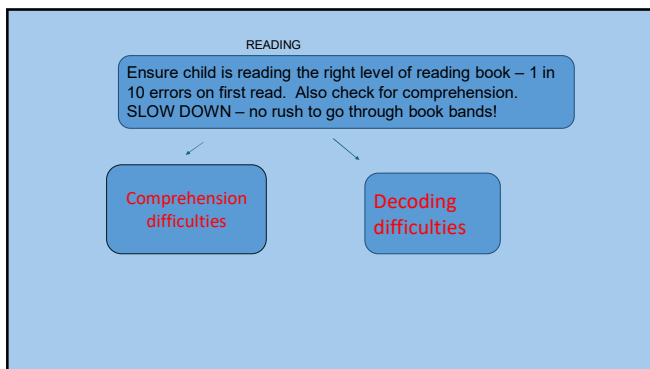 READING
Ensure child is reading the right level of reading book – 1 in
10 errors on first read.  Also check for comprehension.
SLOW DOWN – no rush to go through book bands!
Comprehension
difficulties
Decoding
difficulties